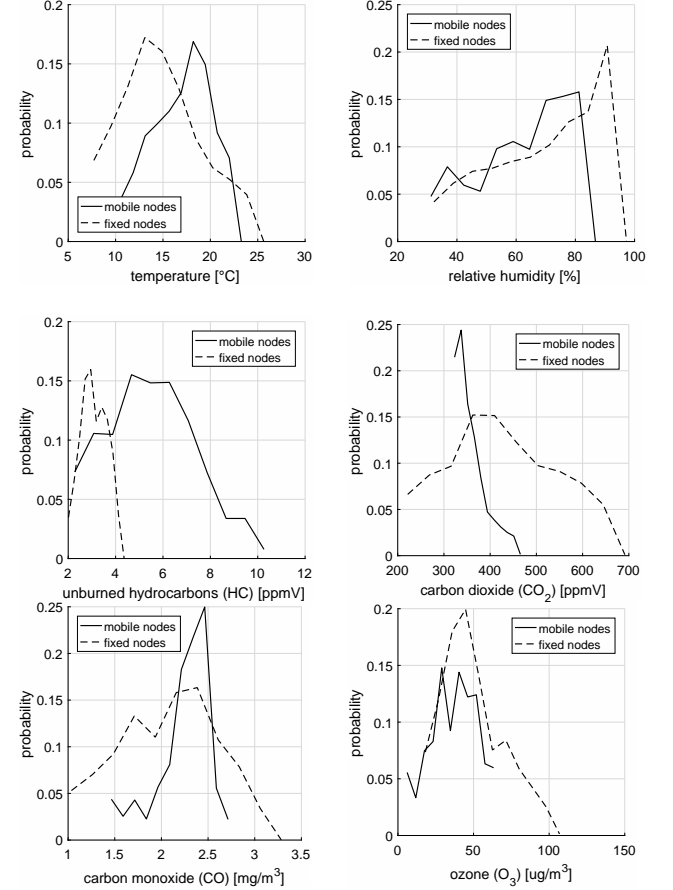 0.2
0.15
0.1
0.05
0
probability
mobile nodes
fixed nodes
5 10 15 20 25 30
temperature [°C]
0.25
0.2
0.15
0.1
0.05
0
probability
mobile nodes
fixed nodes
20 40 60 80 100
relative humidity [%]
0.2
0.15
0.1
0.05
0
probability
mobile nodes
fixed nodes
2 4 6 8 10 12
unburned hydrocarbons (HC) [ppmV]
0.25
0.2
0.15
0.1
0.05
0
probability
mobile nodes
fixed nodes
200 300 400 500 600 700
carbon dioxide (CO2) [ppmV]
0.25
0.2
0.15
0.1
0.05
0
probability
mobile nodes
fixed nodes
1 1.5 2 2.5 3 3.5
carbon monoxide (CO) [mg/m3]
0.2
0.15
0.1
0.05
0
probability
mobile nodes
fixed nodes
0 50 100 150
ozone (O3) [ug/m3]